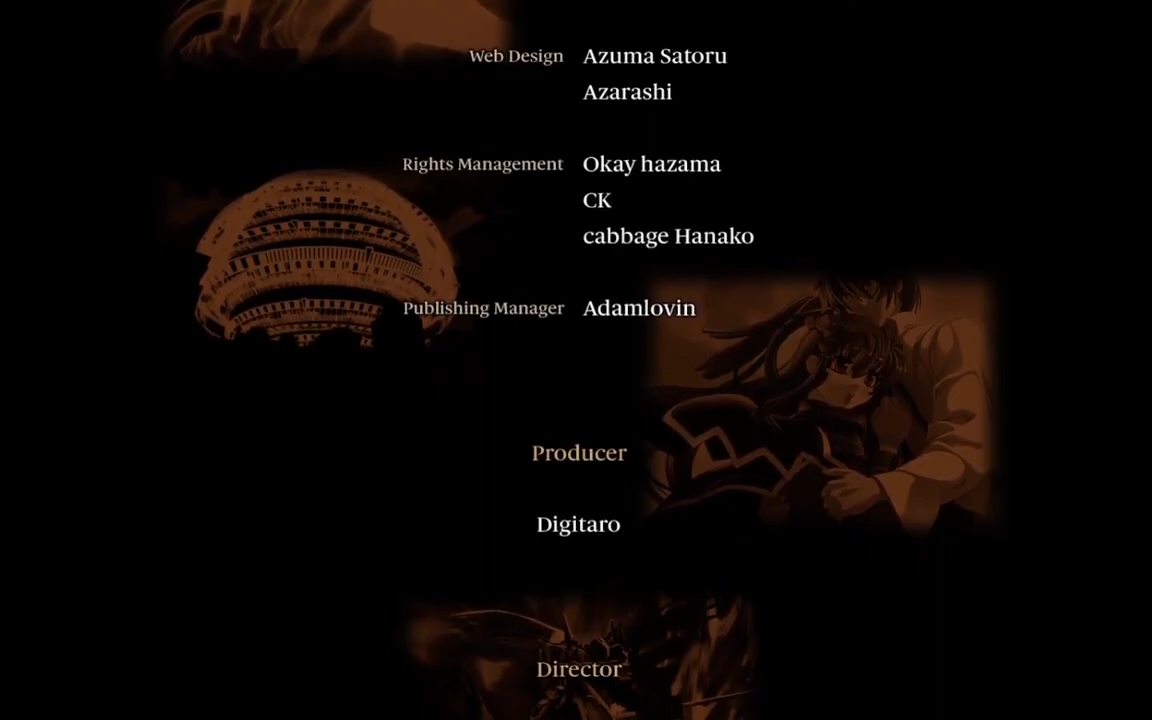 Web Design Azuma Satoru
Azarashi
Rights Management Okay hazama
CK
cabbage Hanako
Publishing Manager Adamlovin
Producer
Digitaro
Director